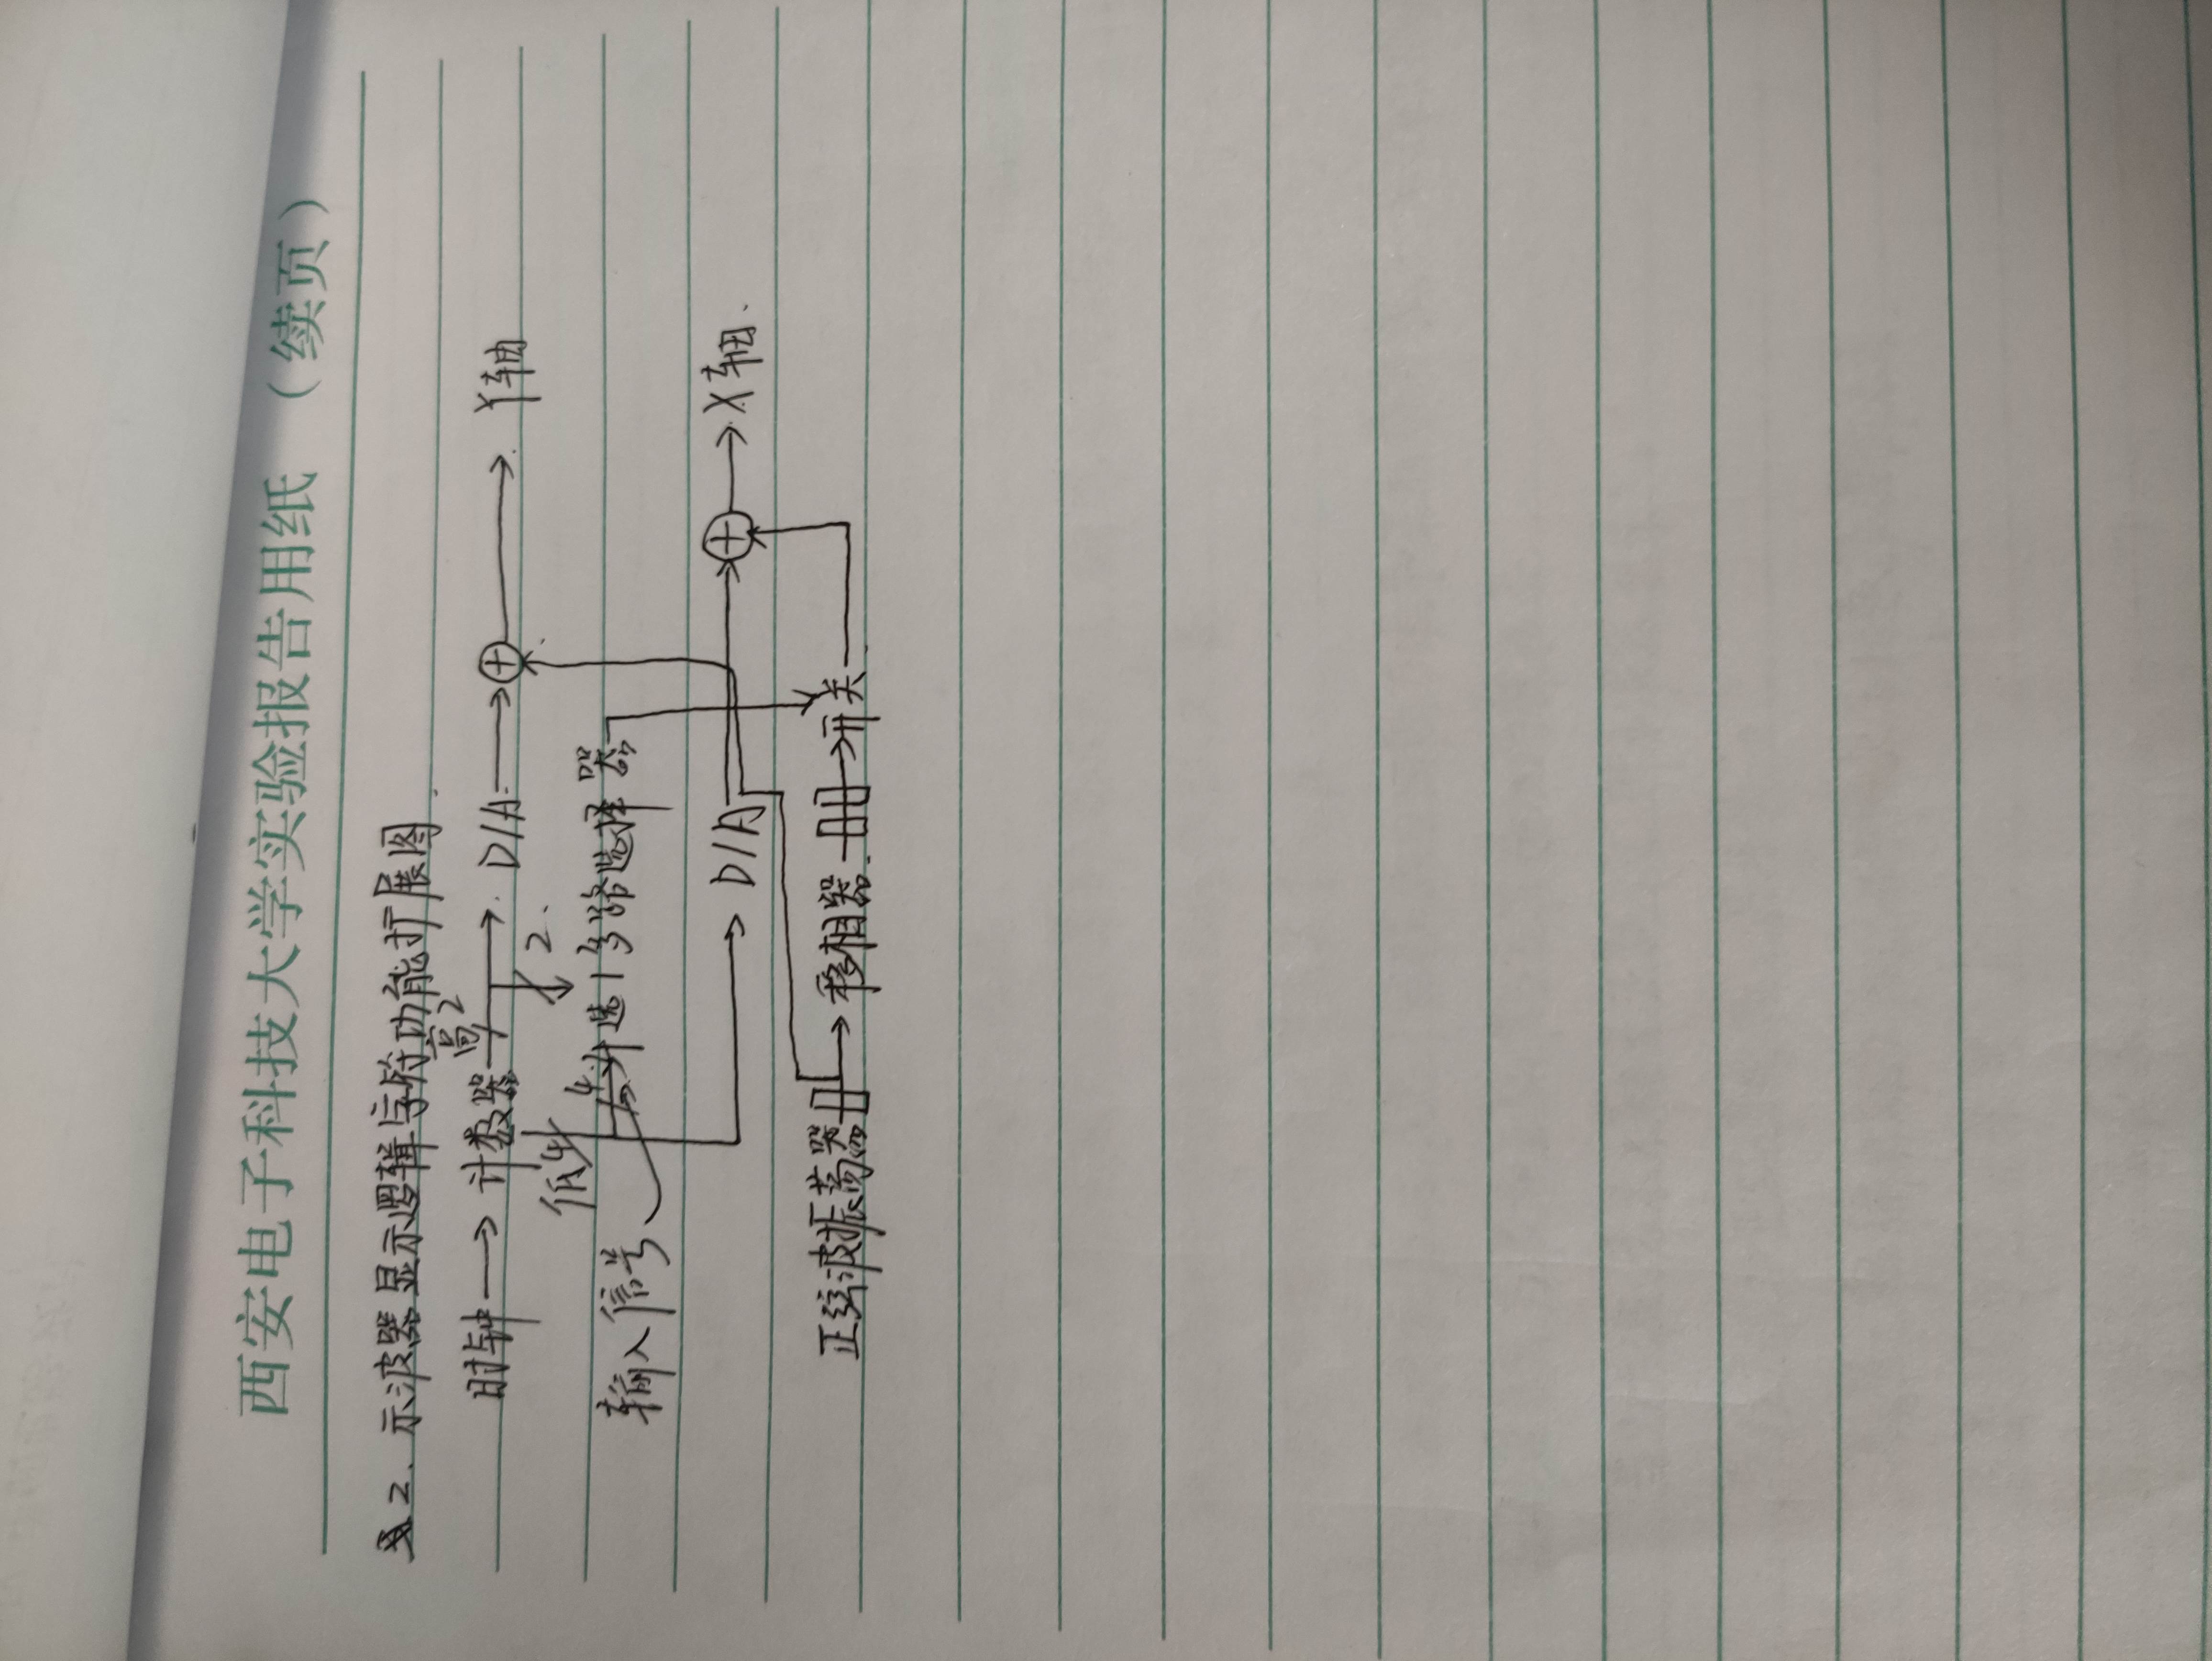 西安电子科技大学实验报告用纸 （续页）
2. 示波器显示逻辑字符功能扩展图.
高2
时钟 计数器 D/A Y轴
低4 2.
4
输入信号 选1多路选择器
D/A X轴.
正弦波振荡器 移相器 开关